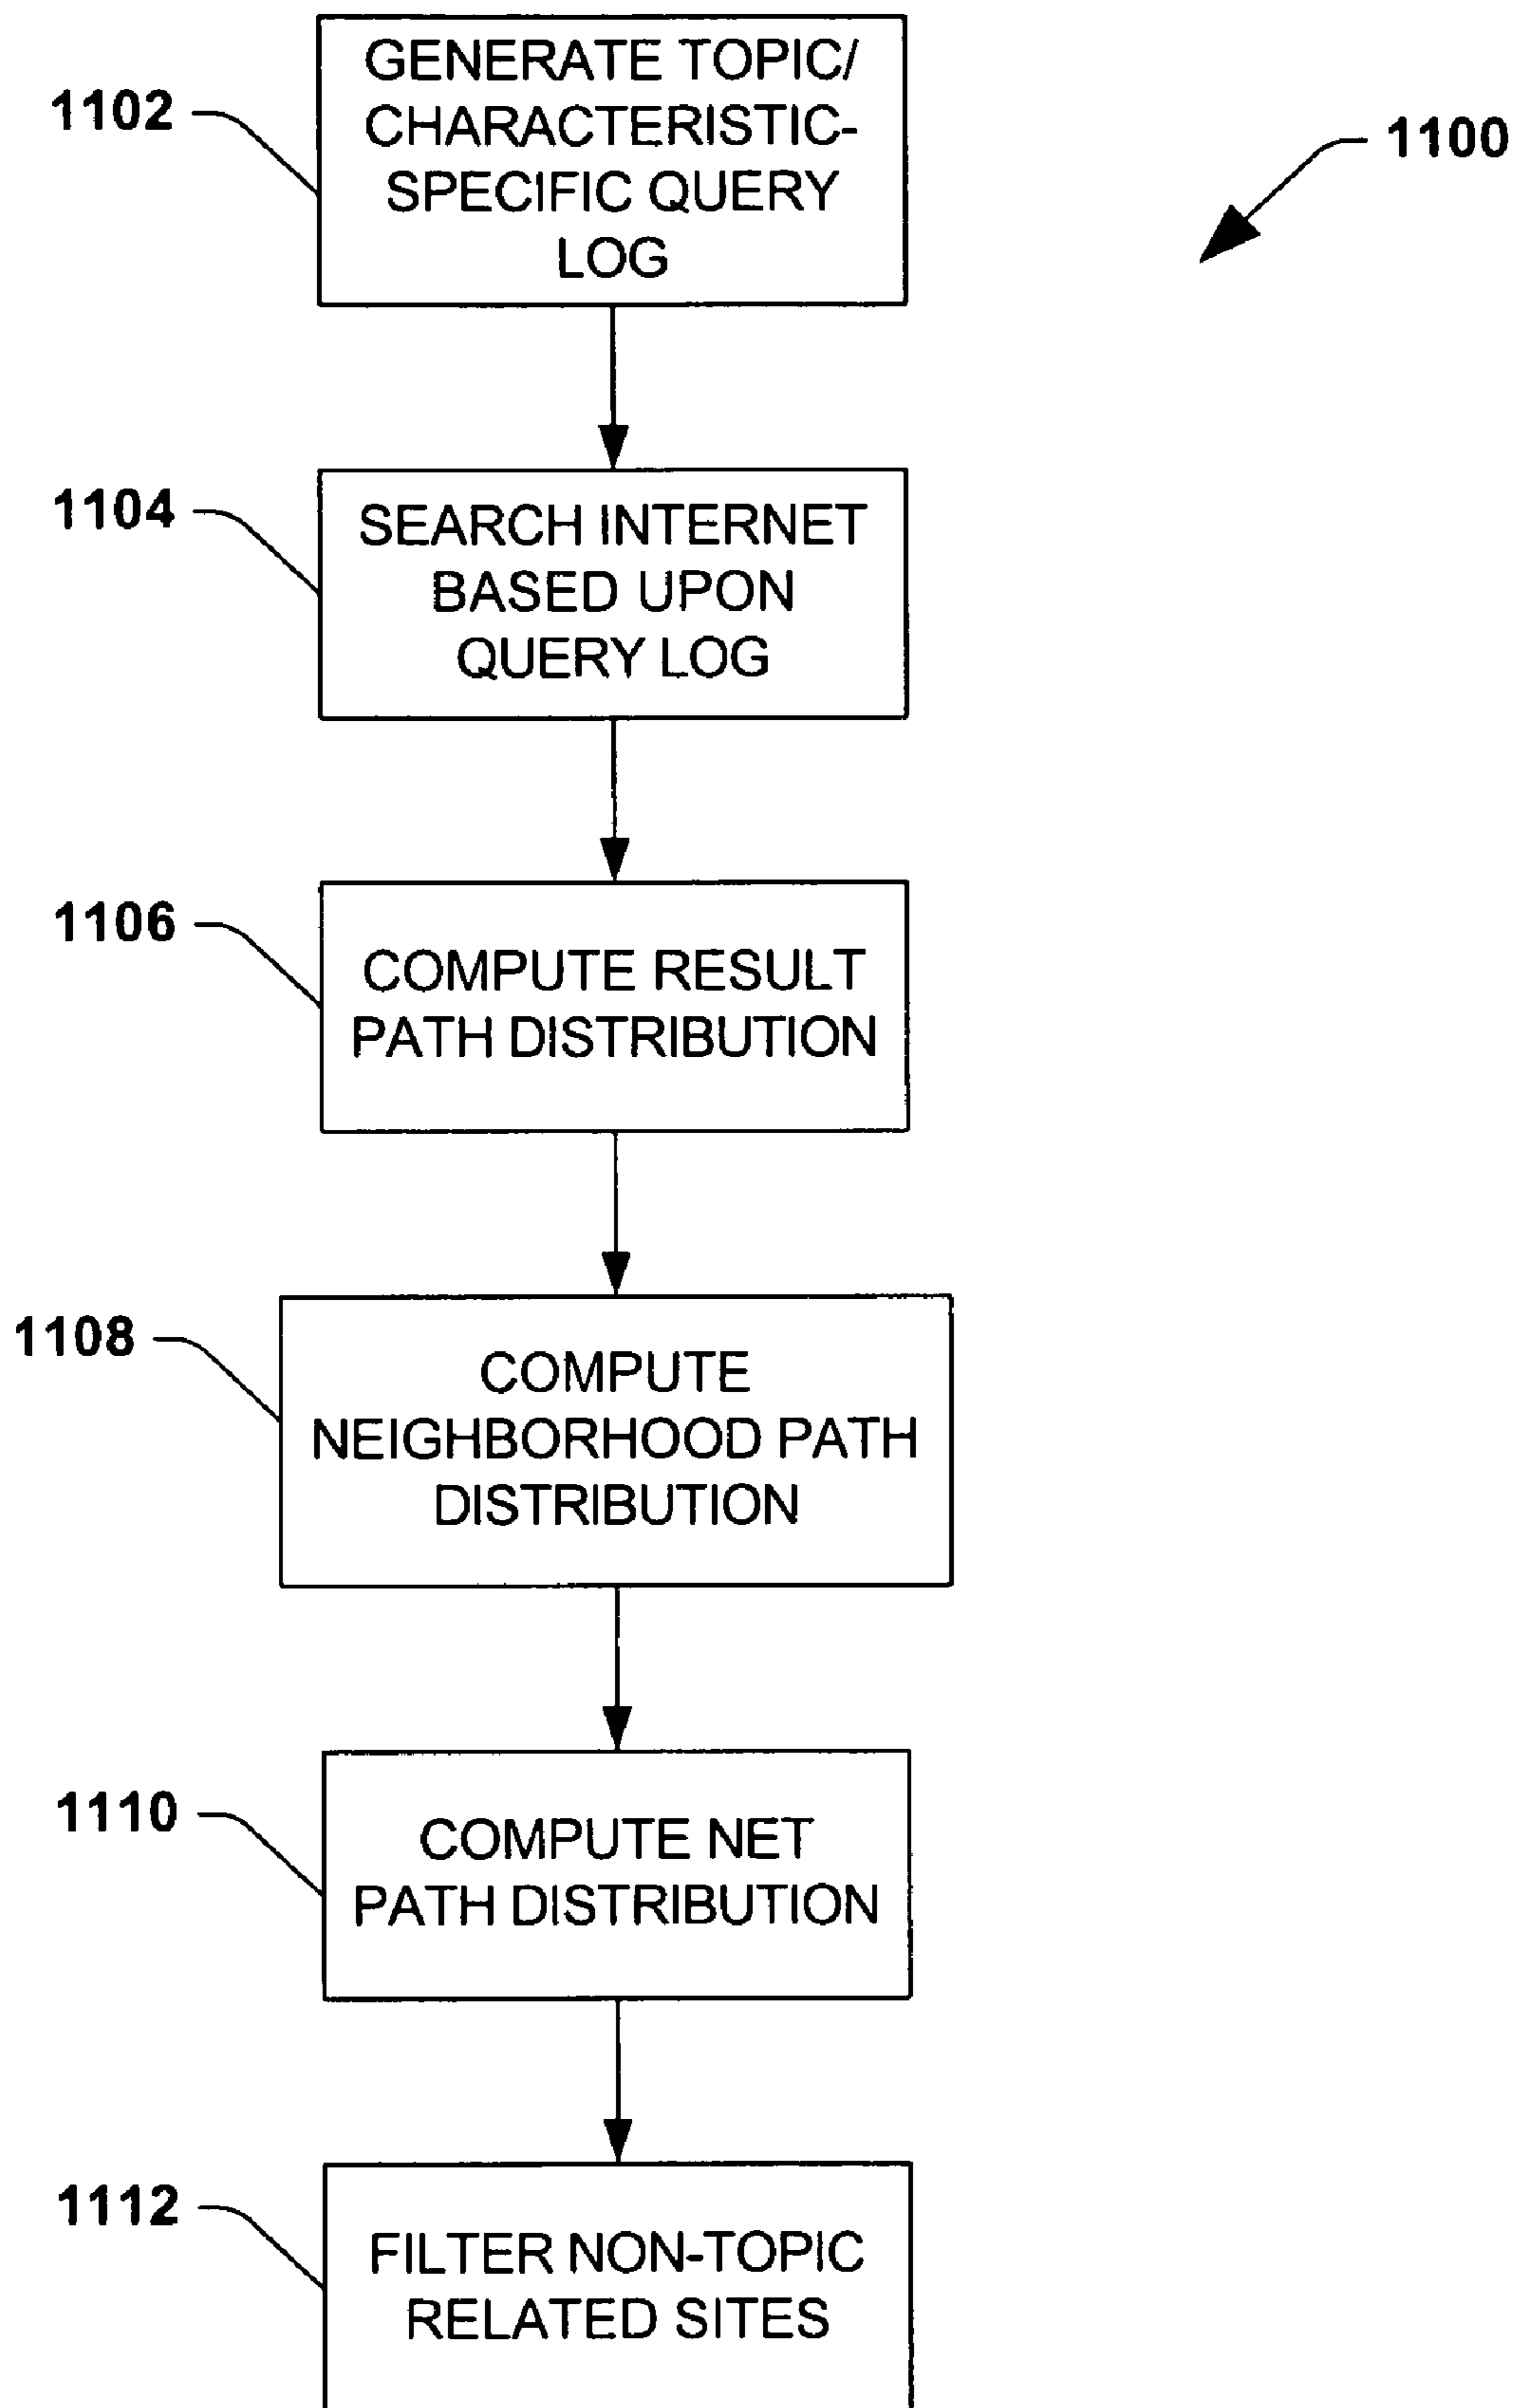 1100
1102
GENERATE TOPIC/
CHARACTERISTIC-
SPECIFIC QUERY
LOG
1104
SEARCH INTERNET
BASED UPON
QUERY LOG
1106
COMPUTE RESULT
PATH DISTRIBUTION
1108
COMPUTE
NEIGHBORHOOD PATH
DISTRIBUTION
1110
COMPUTE NET
PATH DISTRIBUTION
1112
FILTER NON-TOPIC
RELATED SITES